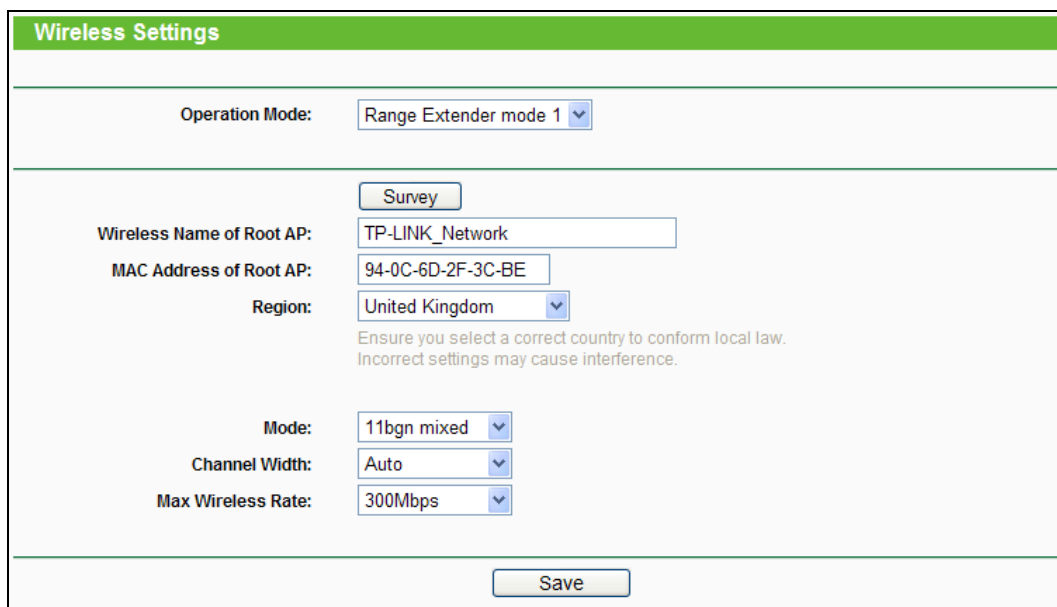 Wireless Settings
Operation Mode: Range Extender mode 1
Survey
Wireless Name of Root AP: TP-LINK_Network
MAC Address of Root AP: 94-0C-6D-2F-3C-BE
Region: United Kingdom
Ensure you select a correct country to conform local law.
Incorrect settings may cause interference.
Mode: 11bgn mixed
Channel Width: Auto
Max Wireless Rate: 300Mbps
Save